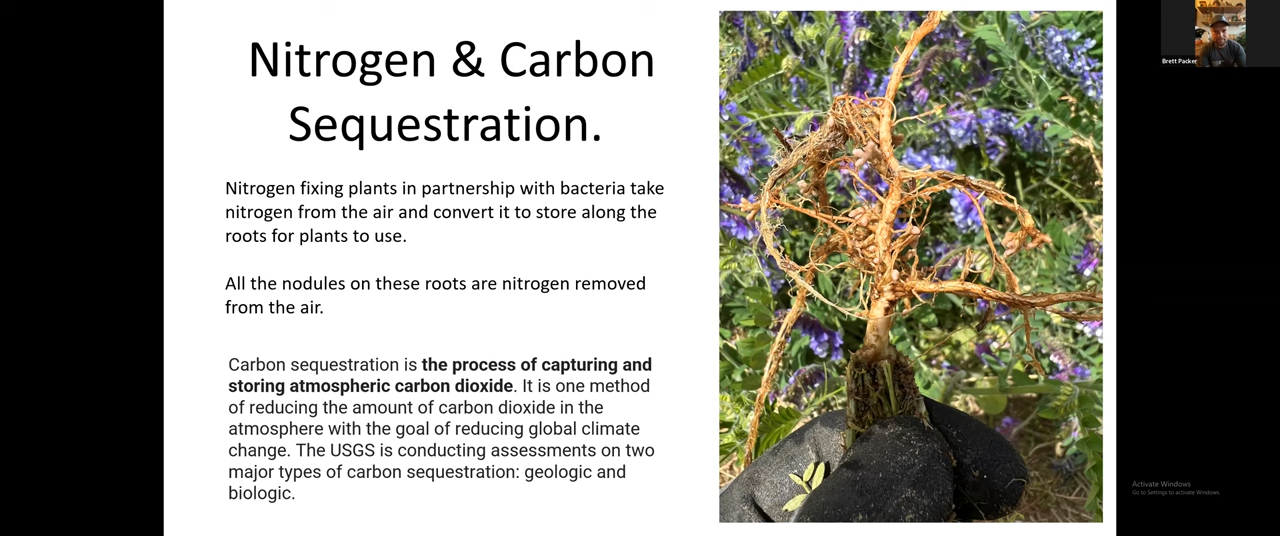 Nitrogen & Carbon
Sequestration.
Nitrogen fixing plants in partnership with bacteria take
nitrogen from the air and convert it to store along the
roots for plants to use.
All the nodules on these roots are nitrogen removed
from the air.
Carbon sequestration is the process of capturing and
storing atmospheric carbon dioxide. It is one method
of reducing the amount of carbon dioxide in the
atmosphere with the goal of reducing global climate
change. The USGS is conducting assessments on two
major types of carbon sequestration: geologic and
biologic.
Brett Packer
Activate Windows
Go to Settings to activate Windows.